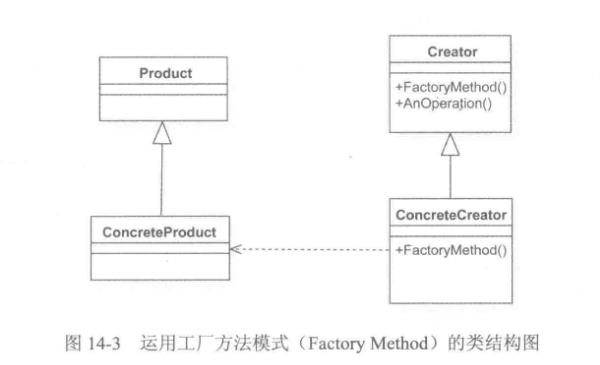 Product
Creator
+FactoryMethod()
+AnOperation()
ConcreteProduct
ConcreteCreator
+FactoryMethod()
图 14-3 运用工厂方法模式（Factory Method）的类结构图